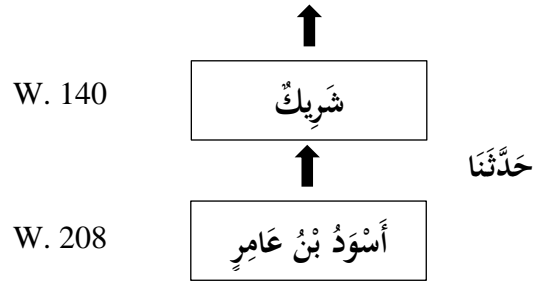 W. 140
شَرِيكٌ
حَدَّثَنَا
W. 208
أَسْوَدُ بْنُ عَامِرٍ